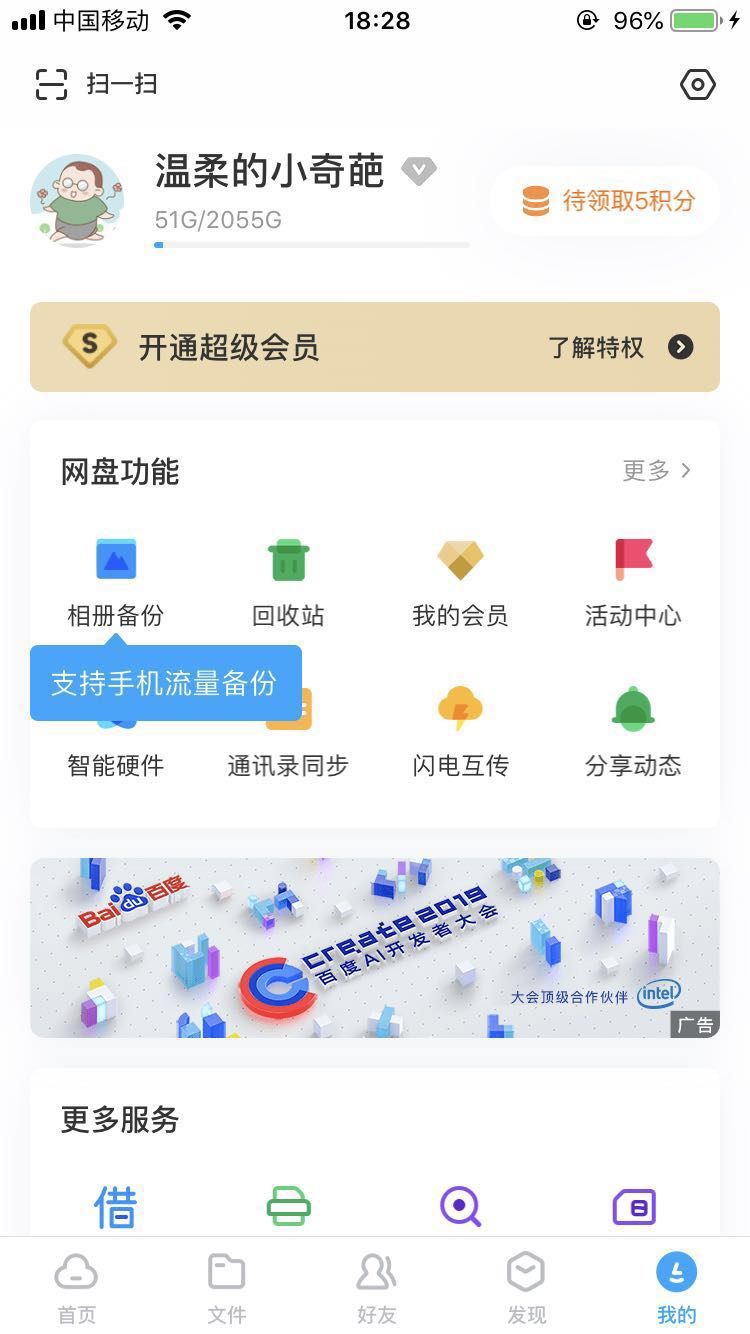 中国移动
18:28
96%
扫一扫
温柔的小奇葩
51G/2055G
待领取5积分
S
开通超级会员
了解特权
网盘功能
更多
相册备份
回收站
我的会员
活动中心
支持手机流量备份
智能硬件
通讯录同步
闪电互传
分享动态
Bai du 百度
create2019
百度AI开发者大会
大会顶级合作伙伴
intel
广告
更多服务
借
首页
文件
好友
发现
我的